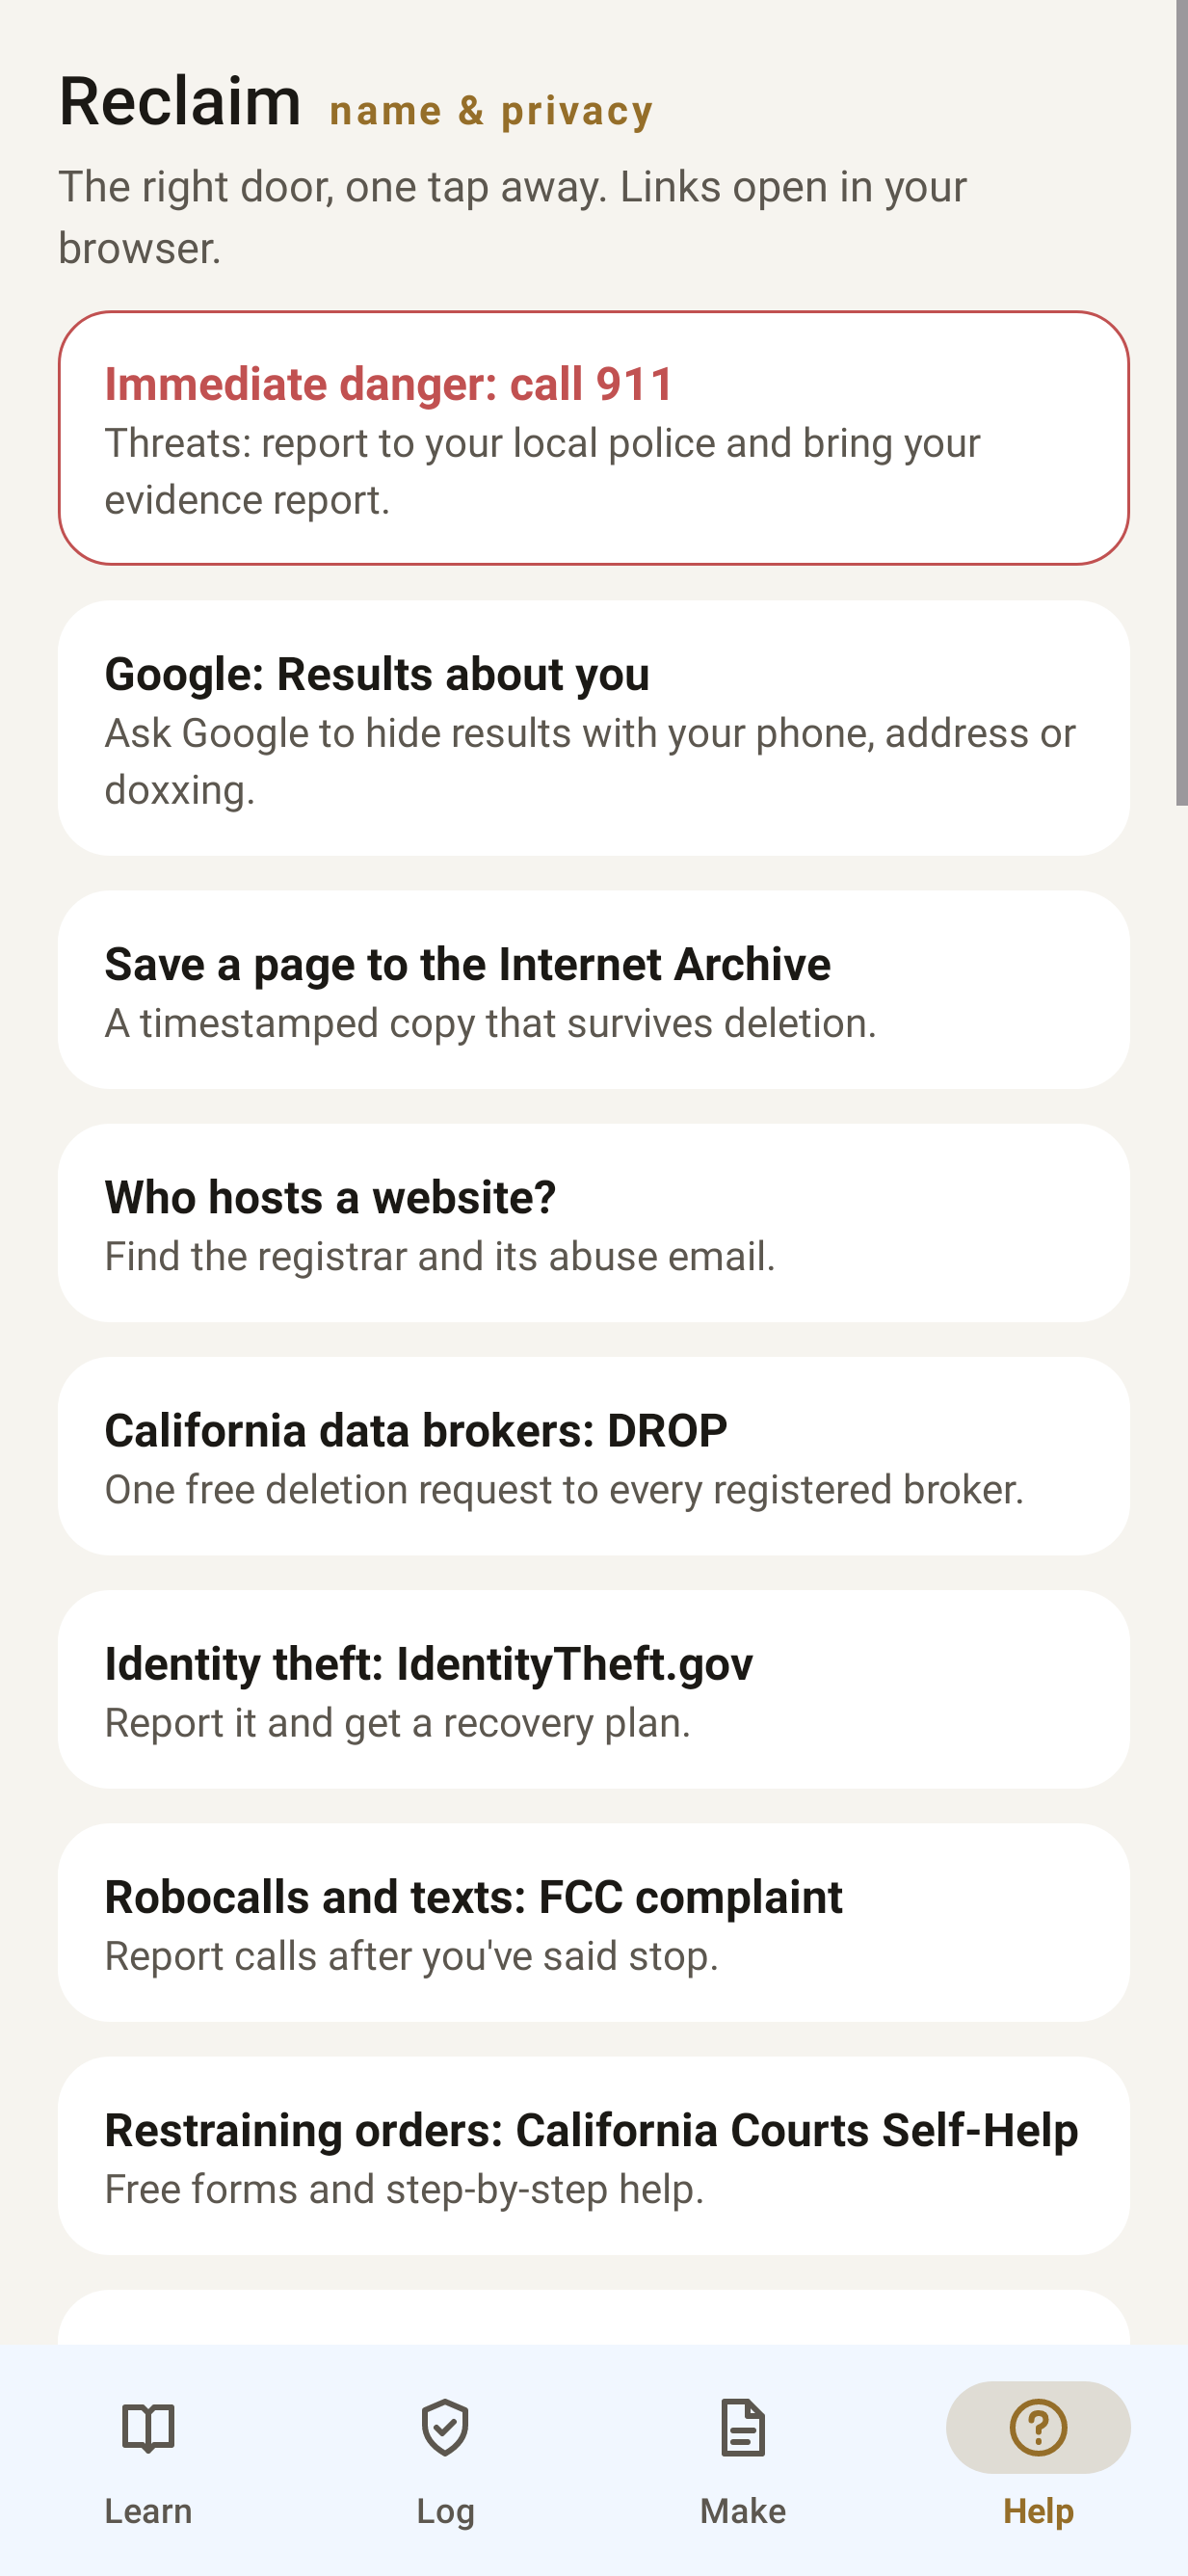 Reclaim name & privacy
The right door, one tap away. Links open in your
browser.
Immediate danger: call 911
Threats: report to your local police and bring your
evidence report.
Google: Results about you
Ask Google to hide results with your phone, address or
doxxing.
Save a page to the Internet Archive
A timestamped copy that survives deletion.
Who hosts a website?
Find the registrar and its abuse email.
California data brokers: DROP
One free deletion request to every registered broker.
Identity theft: IdentityTheft.gov
Report it and get a recovery plan.
Robocalls and texts: FCC complaint
Report calls after you've said stop.
Restraining orders: California Courts Self-Help
Free forms and step-by-step help.
Learn
Log
Make
Help